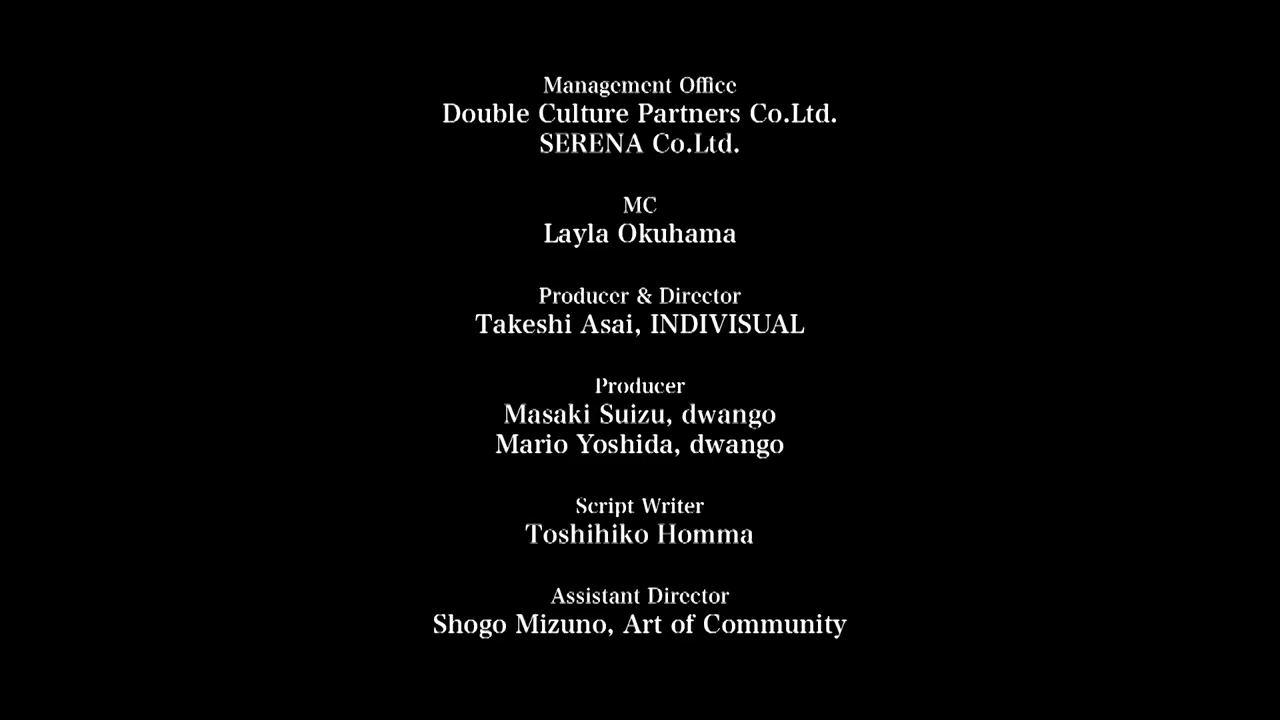 Management Office
Double Culture Partners Co.Ltd.
SERENA Co.Ltd.
MC
Layla Okuhama
Producer & Director
Takeshi Asai, INDIVISUAL
Producer
Masaki Suizu, dwango
Mario Yoshida, dwango
Script Writer
Toshihiko Homma
Assistant Director
Shogo Mizuno, Art of Community